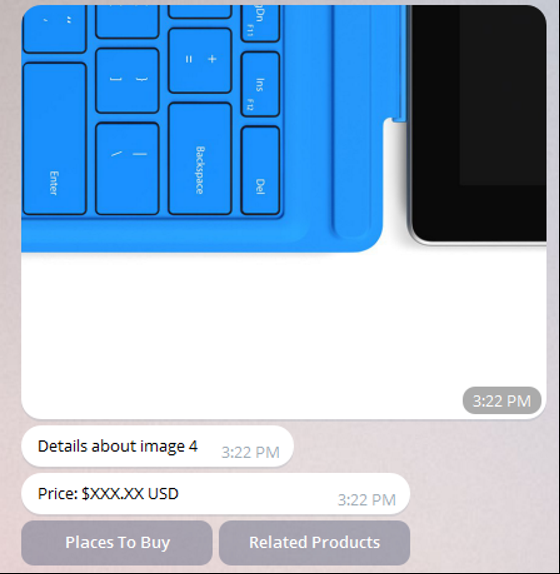 gDn
F11
, "
] }
= +
Ins
F12
Enter
\ |
Backspace
Del
3:22 PM
Details about image 4 3:22 PM
Price: $XXX.XX USD 3:22 PM
Places To Buy Related Products